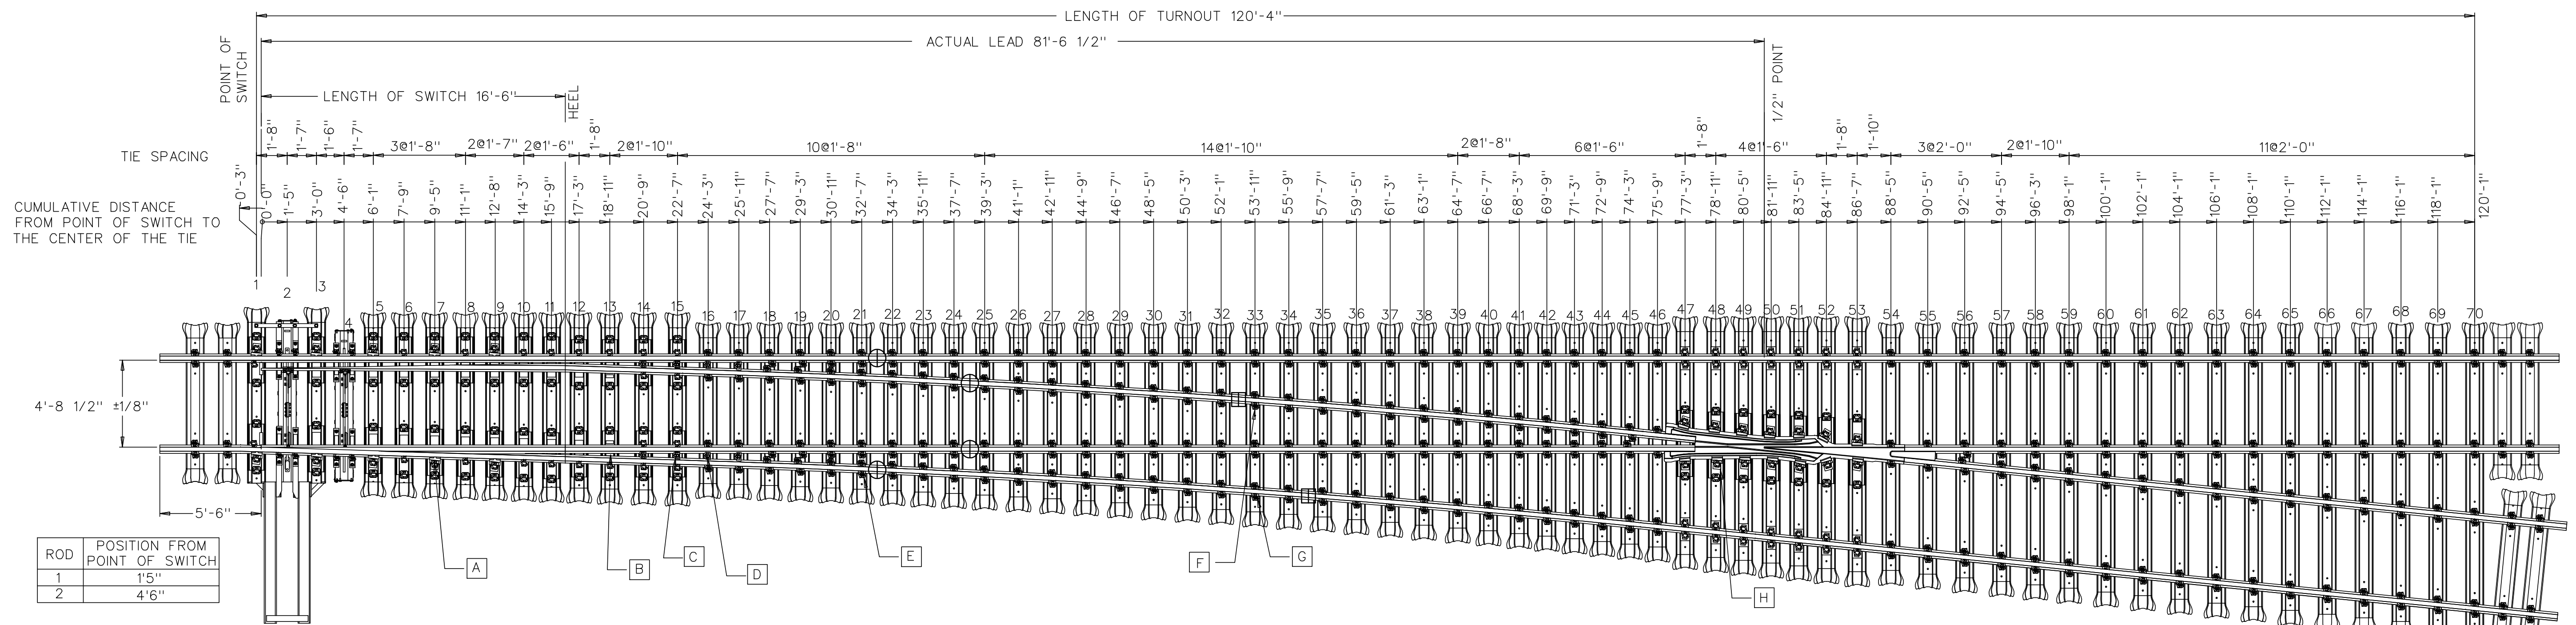 LENGTH OF TURNOUT 120'-4"
ACTUAL LEAD 81'-6 1/2"
POINT OF
SWITCH
LENGTH OF SWITCH 16'-6"
HEEL
1/2" POINT
TIE SPACING
1'-8" 1'-7" 1'-6" 1'-7" 3@1'-8" 2@1'-7" 2@1'-6" 1'-8" 2@1'-10" 10@1'-8" 14@1'-10" 2@1'-8" 6@1'-6" 1'-8" 4@1'-6" 1'-8" 1'-10" 3@2'-0" 2@1'-10" 11@2'-0"
CUMULATIVE DISTANCE
FROM POINT OF SWITCH TO
THE CENTER OF THE TIE
-0'-3" 0'-0" 1'-5" 3'-0" 4'-6" 6'-1" 7'-9" 9'-5" 11'-1" 12'-8" 14'-3" 15'-9" 17'-3" 18'-11" 20'-9" 22'-7" 24'-3" 25'-11" 27'-7" 29'-3" 30'-11" 32'-7" 34'-3" 35'-11" 37'-7" 39'-3" 41'-1" 42'-11" 44'-9" 46'-7" 48'-5" 50'-3" 52'-1" 53'-11" 55'-9" 57'-7" 59'-5" 61'-3" 63'-1" 64'-7" 66'-7" 68'-3" 69'-9" 71'-3" 72'-9" 74'-3" 75'-9" 77'-3" 78'-11" 80'-5" 81'-11" 83'-5" 84'-11" 86'-7" 88'-5" 90'-5" 92'-5" 94'-5" 96'-3" 98'-1" 100'-1" 102'-1" 104'-1" 106'-1" 108'-1" 110'-1" 112'-1" 114'-1" 116'-1" 118'-1" 120'-1"
1 2 3 4 5 6 7 8 9 10 11 12 13 14 15 16 17 18 19 20 21 22 23 24 25 26 27 28 29 30 31 32 33 34 35 36 37 38 39 40 41 42 43 44 45 46 47 48 49 50 51 52 53 54 55 56 57 58 59 60 61 62 63 64 65 66 67 68 69 70
4'-8 1/2" ±1/8"
5'-6"
A B C D E F G H
ROD POSITION FROM
POINT OF SWITCH
1 1'5"
2 4'6"